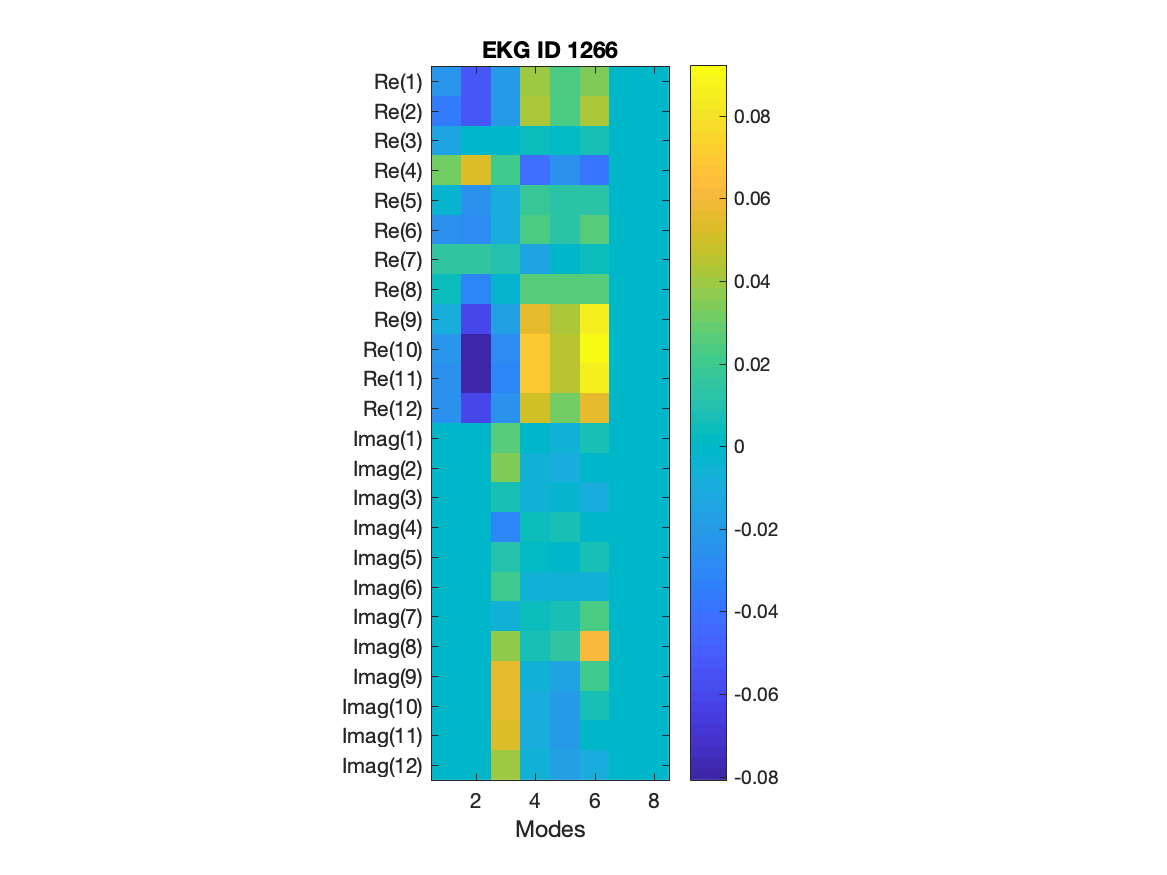 EKG ID 1266
Re(1)
Re(2)
Re(3)
Re(4)
Re(5)
Re(6)
Re(7)
Re(8)
Re(9)
Re(10)
Re(11)
Re(12)
Imag(1)
Imag(2)
Imag(3)
Imag(4)
Imag(5)
Imag(6)
Imag(7)
Imag(8)
Imag(9)
Imag(10)
Imag(11)
Imag(12)
2 4 6 8
Modes
0.08
0.06
0.04
0.02
0
-0.02
-0.04
-0.06
-0.08